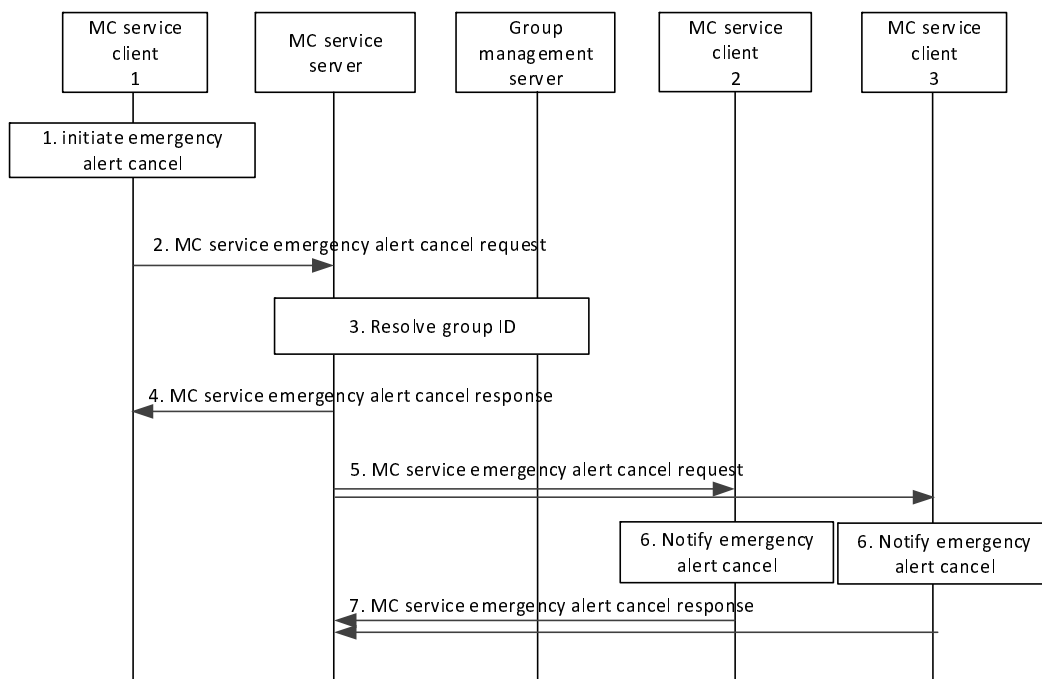 MC service
client
1
MC service
server
Group
management
server
MC service
client
2
MC service
client
3
1. initiate emergency
alert cancel
2. MC service emergency alert cancel request
3. Resolve group ID
4. MC service emergency alert cancel response
5. MC service emergency alert cancel request
6. Notify emergency
alert cancel
6. Notify emergency
alert cancel
7. MC service emergency alert cancel response